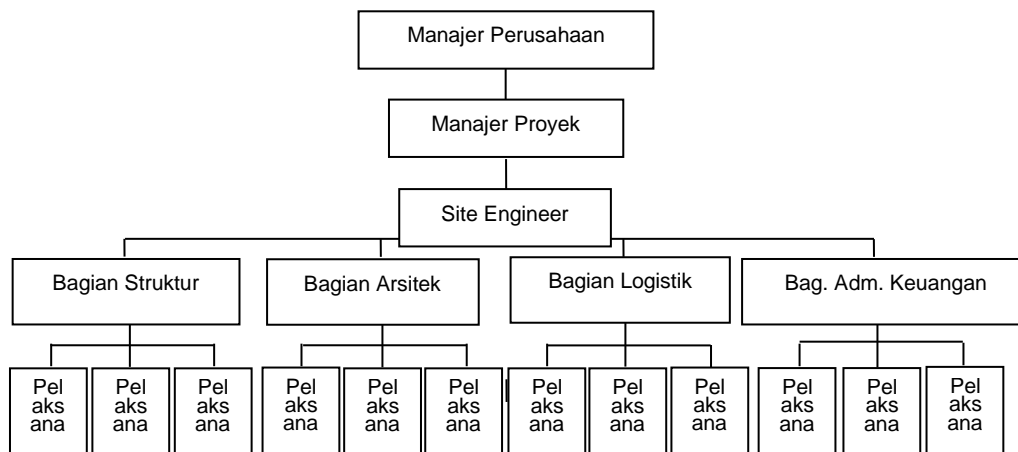 Manajer Perusahaan
Manajer Proyek
Site Engineer
Bagian Struktur
Bagian Arsitek
Bagian Logistik
Bag. Adm. Keuangan
Pel
aks
ana
Pel
aks
ana
Pel
aks
ana
Pel
aks
ana
Pel
aks
ana
Pel
aks
ana
Pel
aks
ana
Pel
aks
ana
Pel
aks
ana
Pel
aks
ana
Pel
aks
ana
Pel
aks
ana